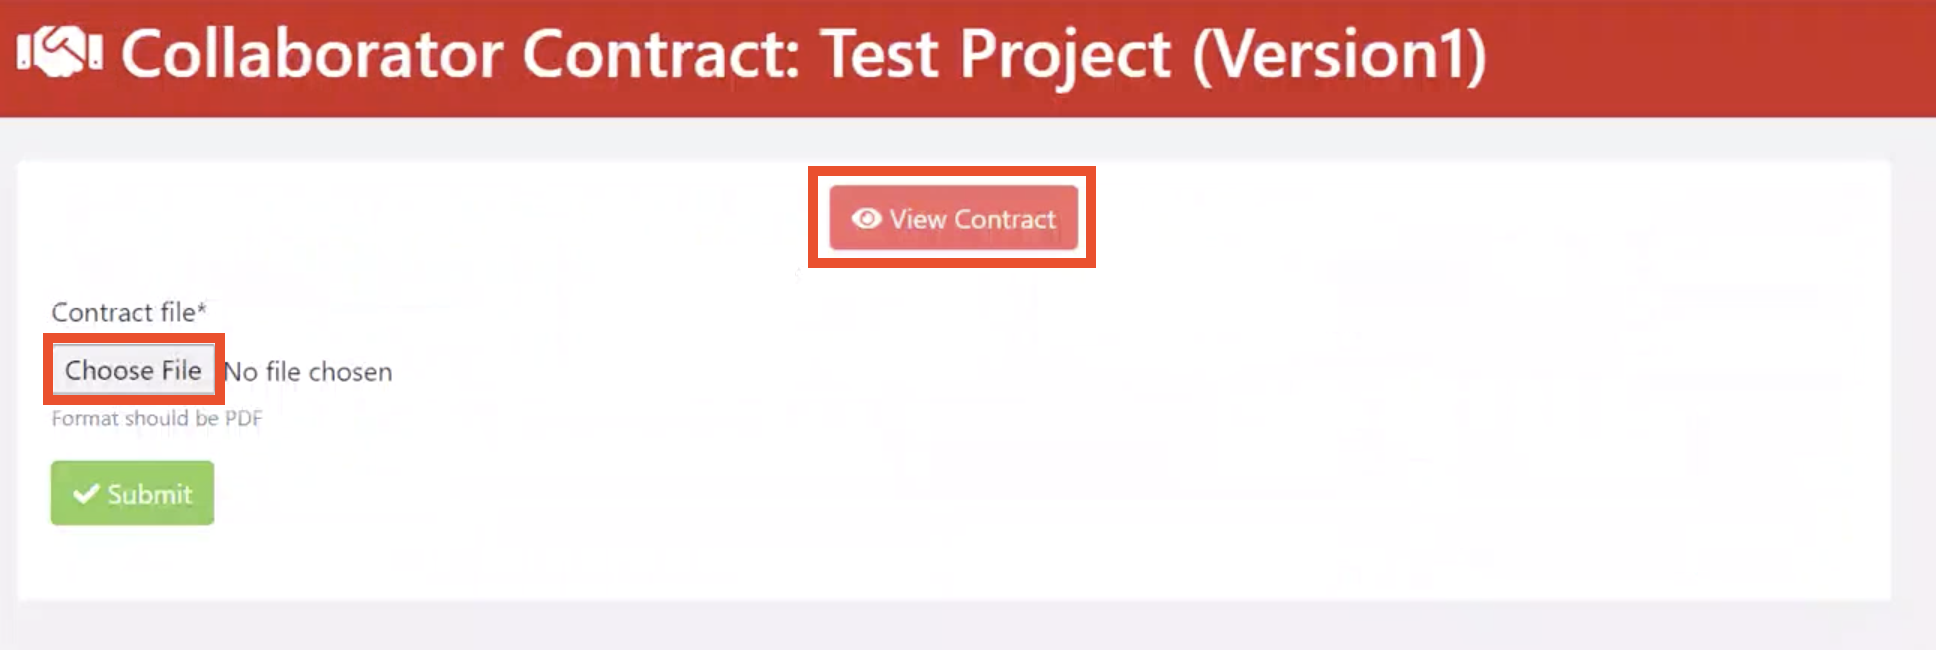 Collaborator Contract: Test Project (Version1)
View Contract
Contract file*
Choose File No file chosen
Format should be PDF
Submit